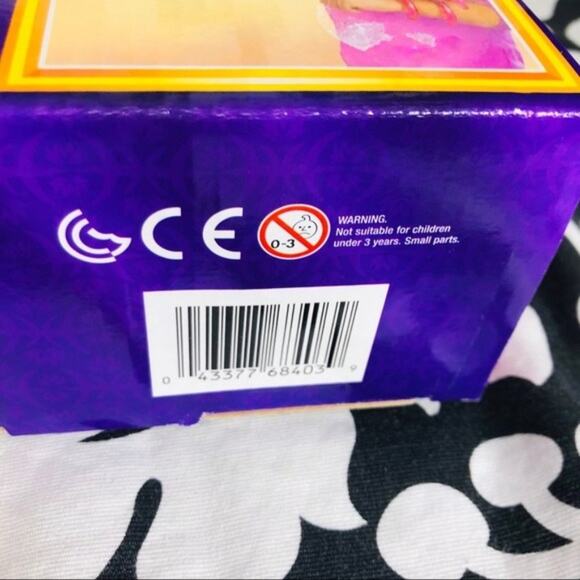 CE
0-3
WARNING.
Not suitable for children
under 3 years. Small parts.
0 43377 68403 9